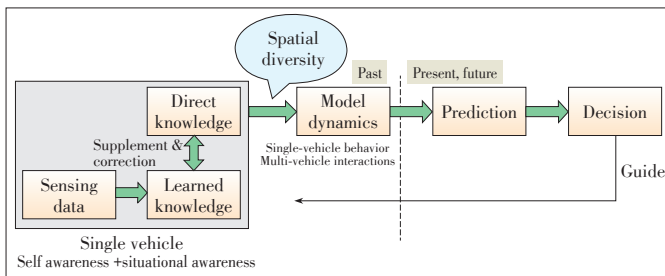 Spatial
diversity
Past
Present, future
Direct
knowledge
Model
dynamics
Prediction
Decision
Supplement &
correction
Single-vehicle behavior
Multi-vehicle interactions
Sensing
data
Learned
knowledge
Guide
Single vehicle
Self awareness +situational awareness